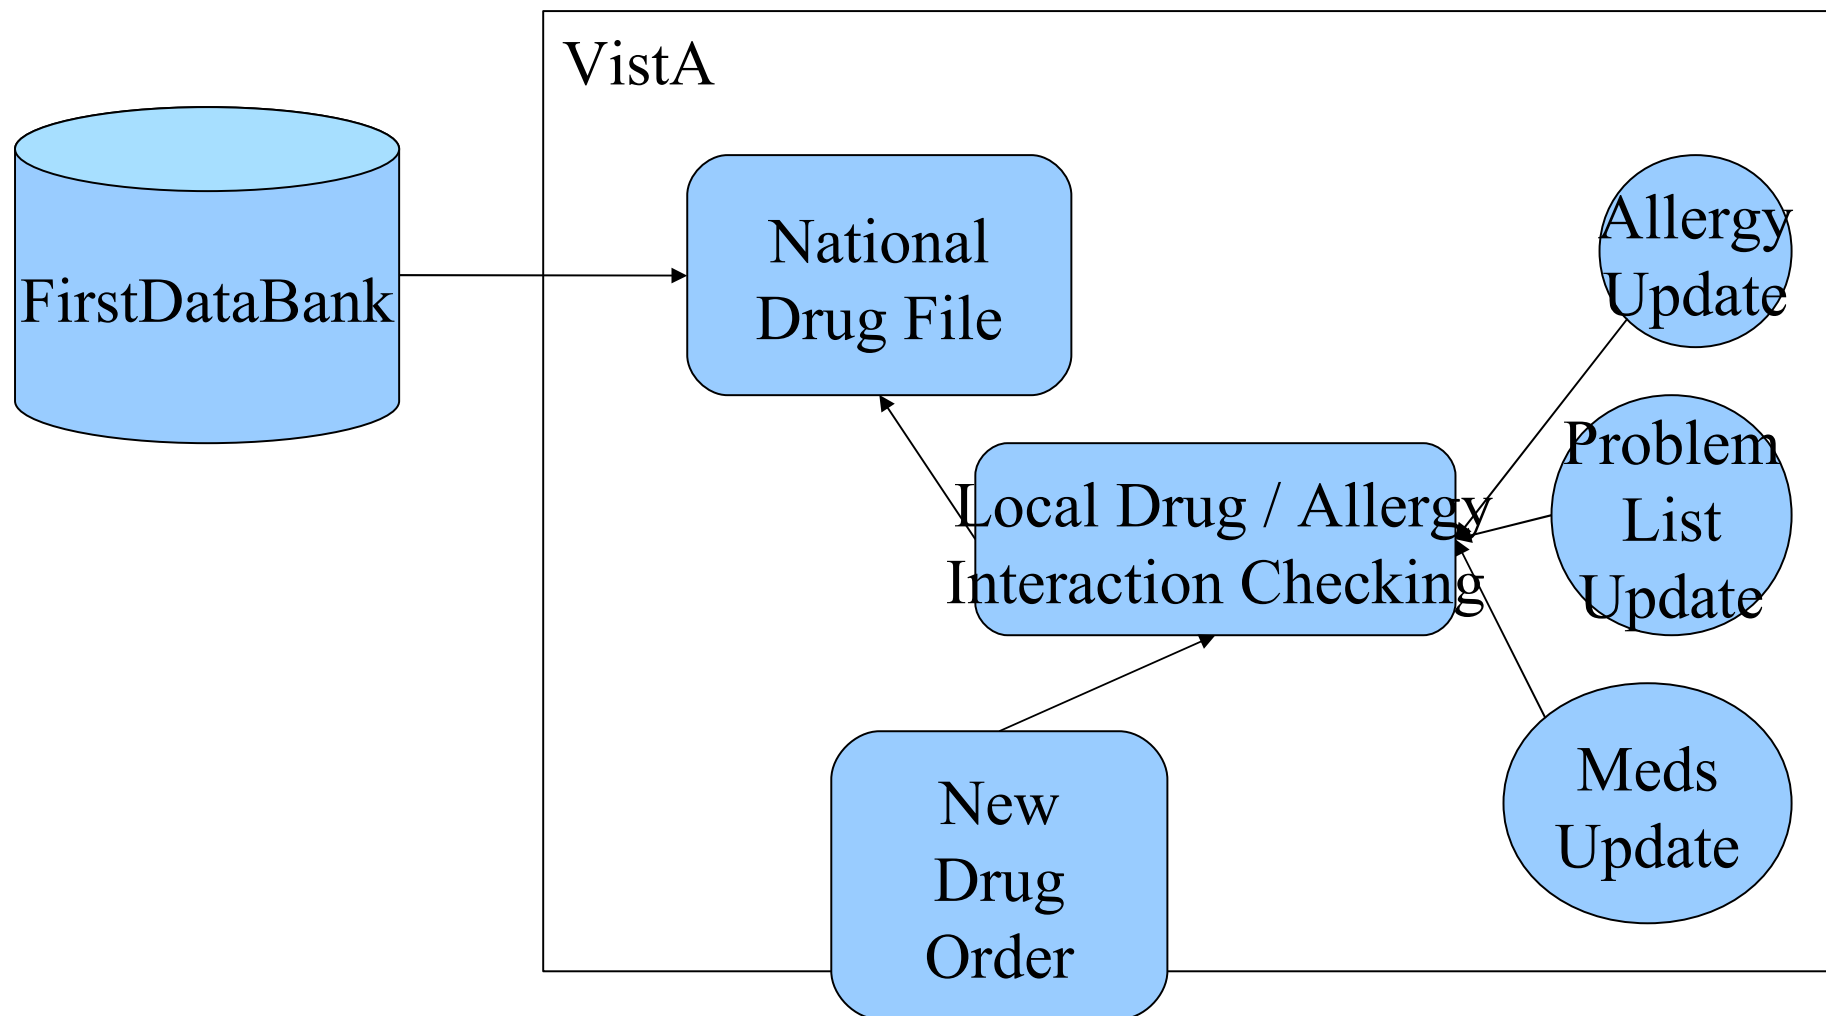 VistA
FirstDataBank
National
Drug File
Allergy
Update
Problem
List
Update
Local Drug / Allergy
Interaction Checking
Meds
Update
New
Drug
Order